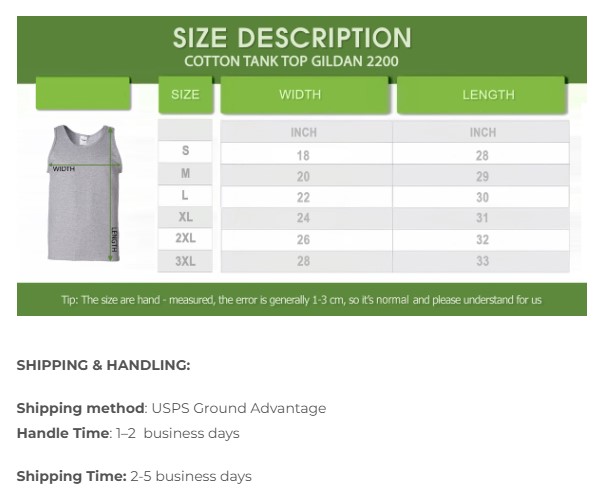 SIZE DESCRIPTION
COTTON TANK TOP GILDAN 2200
SIZE WIDTH LENGTH
INCH INCH
S 18 28
M 20 29
L 22 30
XL 24 31
2XL 26 32
3XL 28 33
WIDTH
LENGTH
Tip: The size are hand - measured, the error is generally 1-3 cm, so it's normal and please understand for us
SHIPPING & HANDLING:
Shipping method: USPS Ground Advantage
Handle Time: 1–2 business days
Shipping Time: 2-5 business days